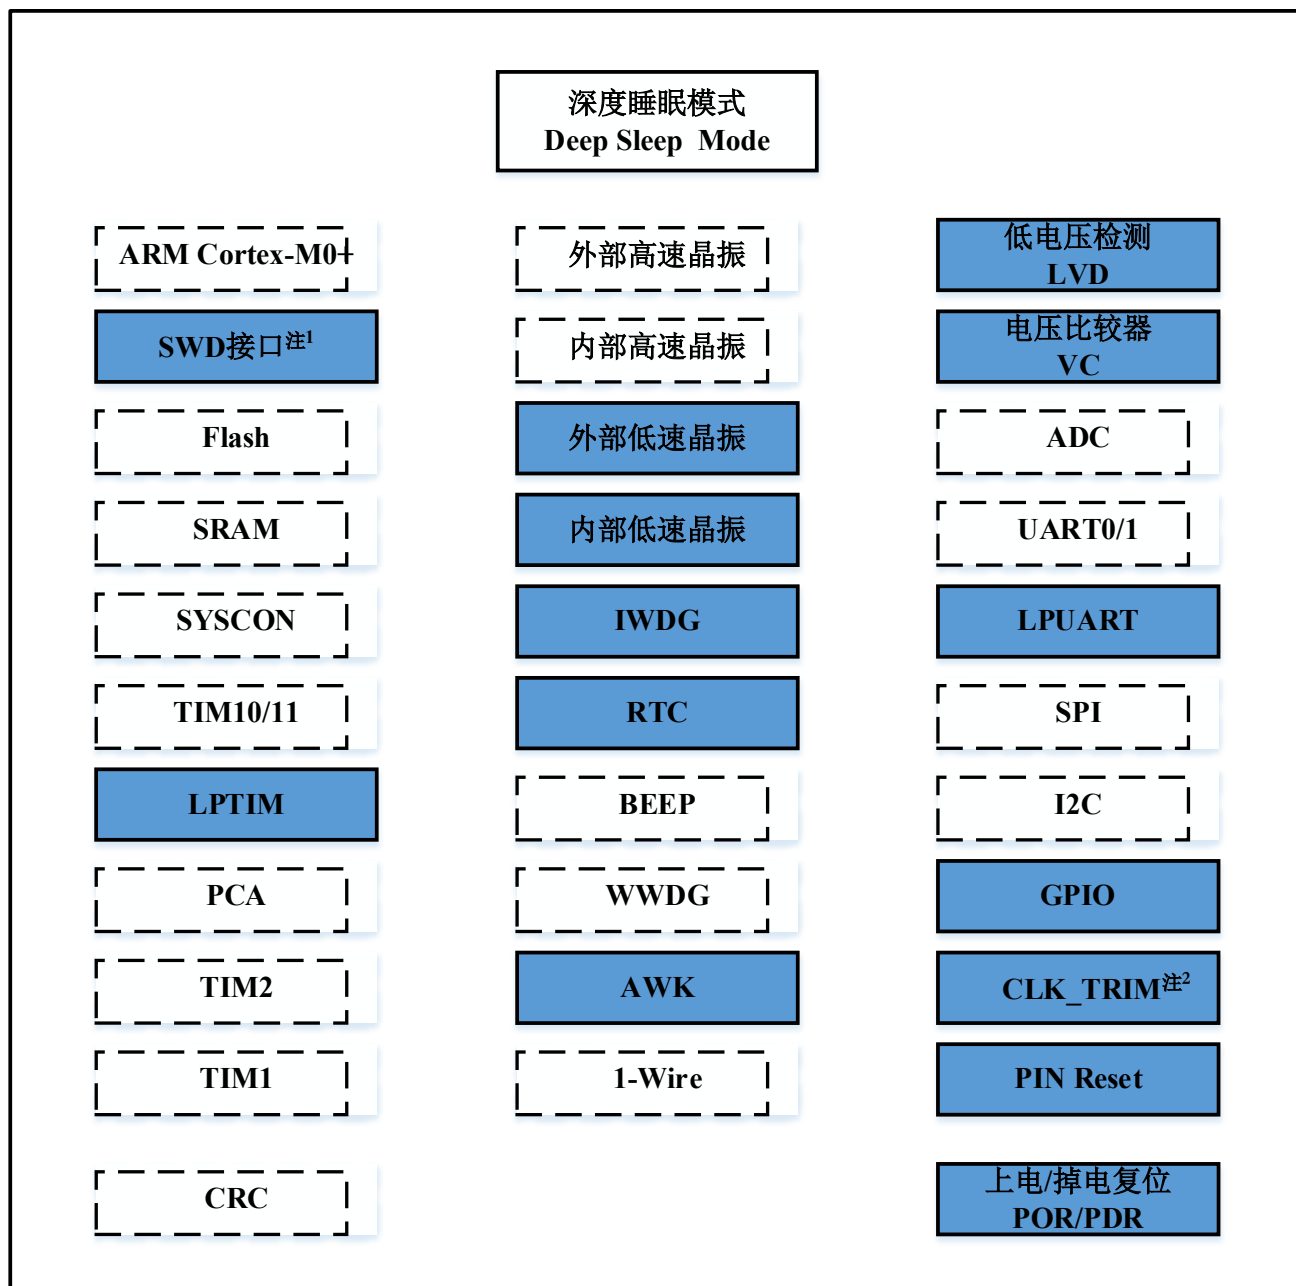 深度睡眠模式
Deep Sleep Mode
ARM Cortex-M0+
SWD接口注1
Flash
SRAM
SYSCON
TIM10/11
LPTIM
PCA
TIM2
TIM1
CRC
外部高速晶振
内部高速晶振
外部低速晶振
内部低速晶振
IWDG
RTC
BEEP
WWDG
AWK
1-Wire
低电压检测
LVD
电压比较器
VC
ADC
UART0/1
LPUART
SPI
I2C
GPIO
CLK_TRIM注2
PIN Reset
上电/掉电复位
POR/PDR